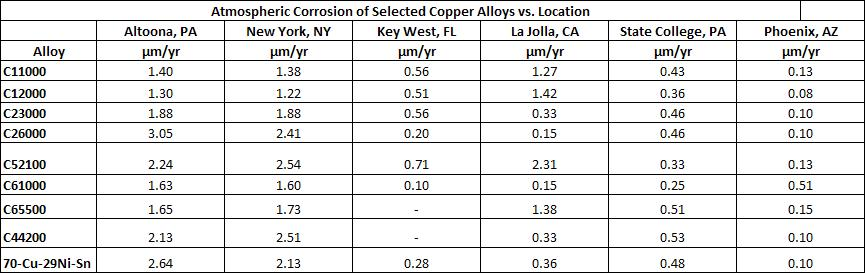 Atmospheric Corrosion of Selected Copper Alloys vs. Location
Altoona, PA New York, NY Key West, FL La Jolla, CA State College, PA Phoenix, AZ
Alloy µm/yr µm/yr µm/yr µm/yr µm/yr µm/yr
C11000 1.40 1.38 0.56 1.27 0.43 0.13
C12000 1.30 1.22 0.51 1.42 0.36 0.08
C23000 1.88 1.88 0.56 0.33 0.46 0.10
C26000 3.05 2.41 0.20 0.15 0.46 0.10
C52100 2.24 2.54 0.71 2.31 0.33 0.13
C61000 1.63 1.60 0.10 0.15 0.25 0.51
C65500 1.65 1.73 - 1.38 0.51 0.15
C44200 2.13 2.51 - 0.33 0.53 0.10
70-Cu-29Ni-Sn 2.64 2.13 0.28 0.36 0.48 0.10